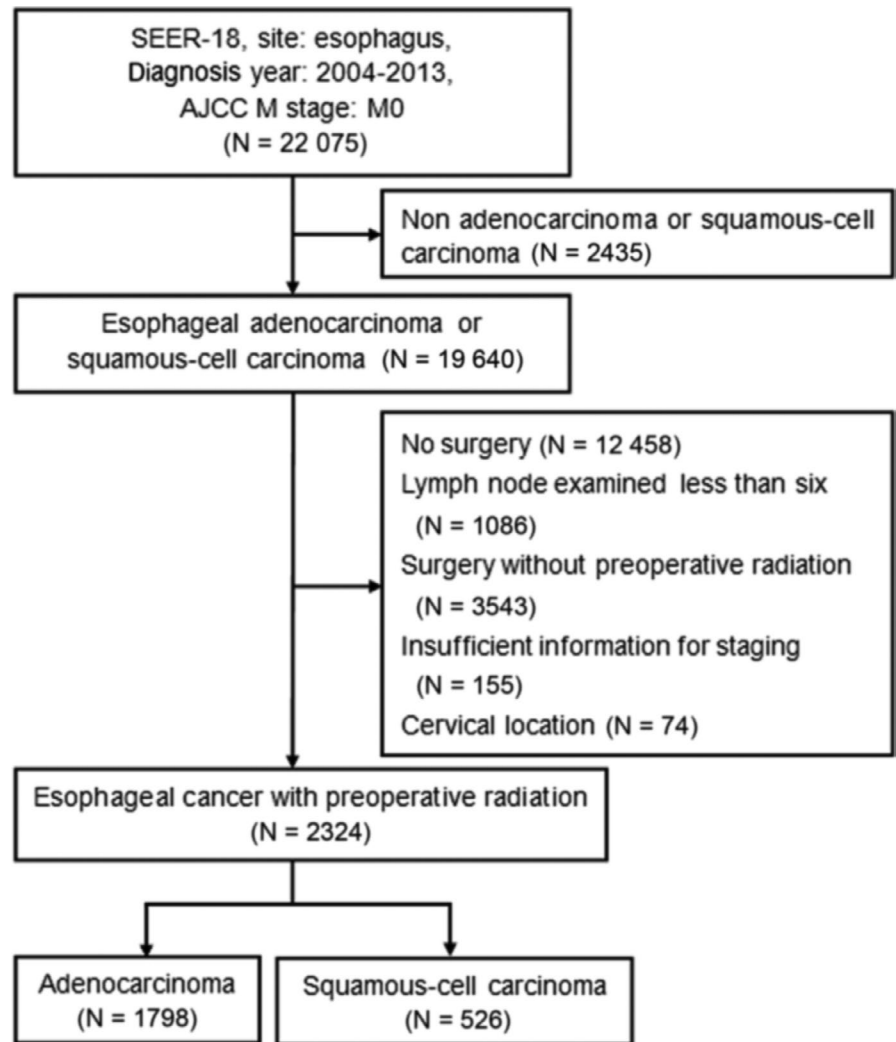 SEER-18, site: esophagus,
Diagnosis year: 2004-2013,
AJCC M stage: M0
(N = 22 075)
Non adenocarcinoma or squamous-cell
carcinoma (N = 2435)
Esophageal adenocarcinoma or
squamous-cell carcinoma (N = 19 640)
No surgery (N = 12 458)
Lymph node examined less than six
(N = 1086)
Surgery without preoperative radiation
(N = 3543)
Insufficient information for staging
(N = 155)
Cervical location (N = 74)
Esophageal cancer with preoperative radiation
(N = 2324)
Adenocarcinoma
(N = 1798)
Squamous-cell carcinoma
(N = 526)